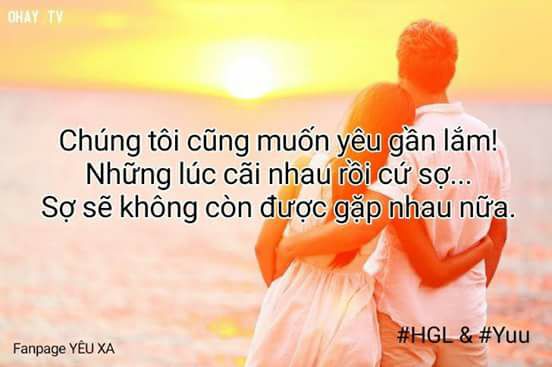 OHAY.TV
Chúng tôi cũng muốn yêu gần lắm!
Những lúc cãi nhau rồi cứ sợ...
Sợ sẽ không còn được gặp nhau nữa.
#HGL & #Yuu
Fanpage YÊU XA